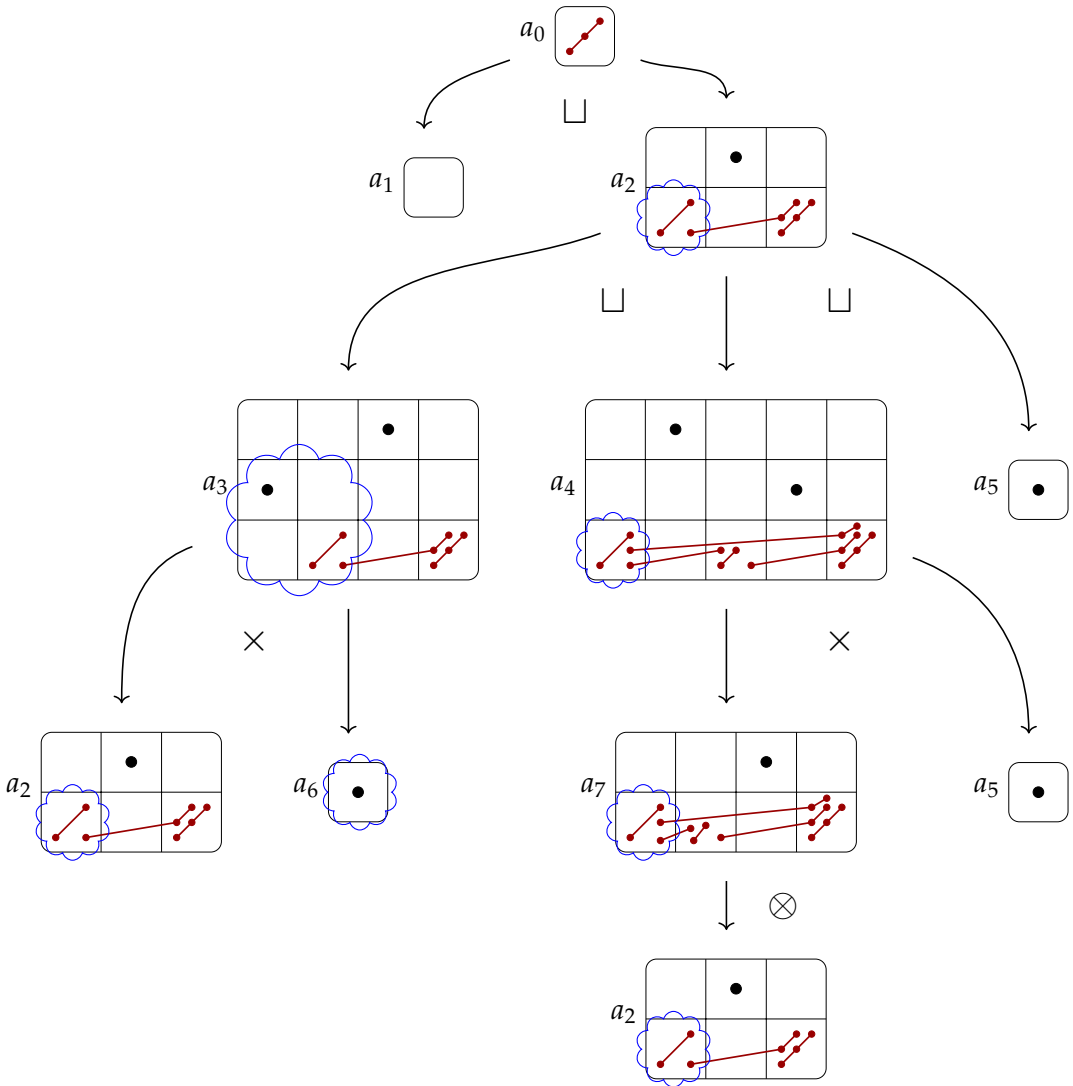 a₀
⊔
a₁
a₂
⊔ ⊔
a₃
a₄
a₅
× ×
a₂
a₆
a₇
a₅
⊗
a₂